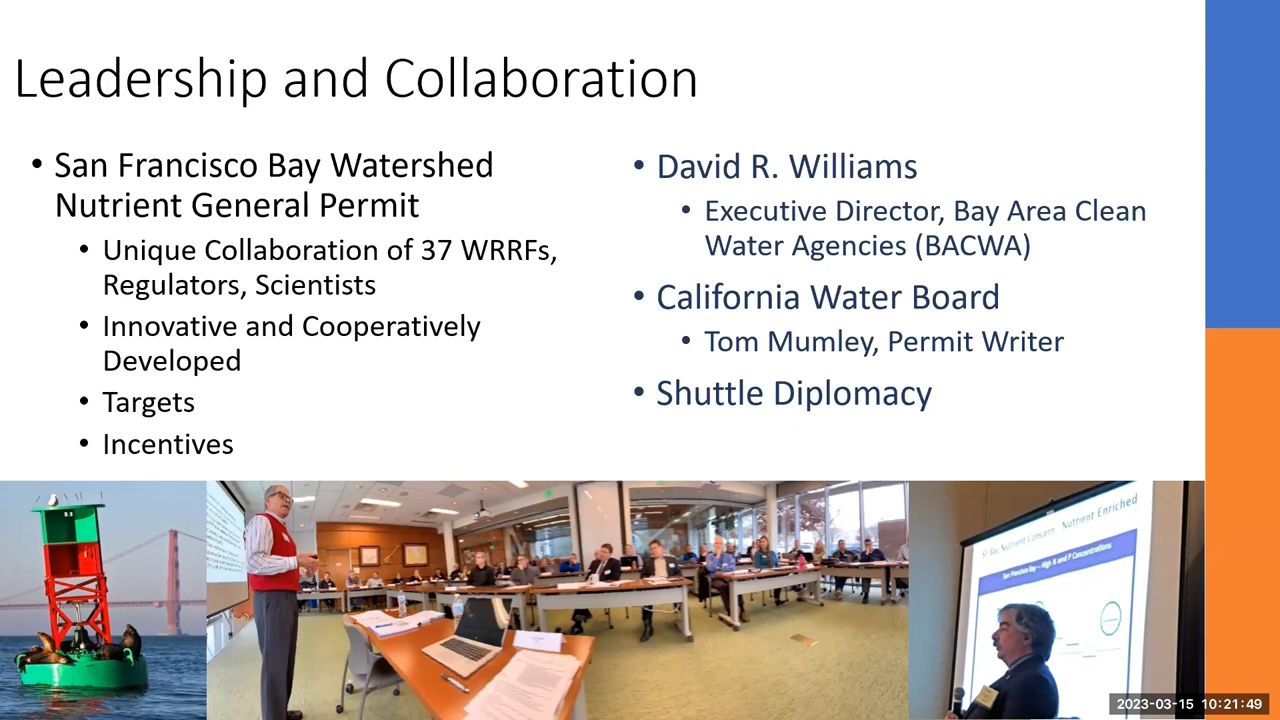 Leadership and Collaboration
• San Francisco Bay Watershed
Nutrient General Permit
• Unique Collaboration of 37 WRRFs,
Regulators, Scientists
• Innovative and Cooperatively
Developed
• Targets
• Incentives
• David R. Williams
• Executive Director, Bay Area Clean
Water Agencies (BACWA)
• California Water Board
• Tom Mumley, Permit Writer
• Shuttle Diplomacy
SF Bay Nutrient Concern Nutrient Enriched
San Francisco Bay – High N and P Concentrations
2023-03-15 10:21:49